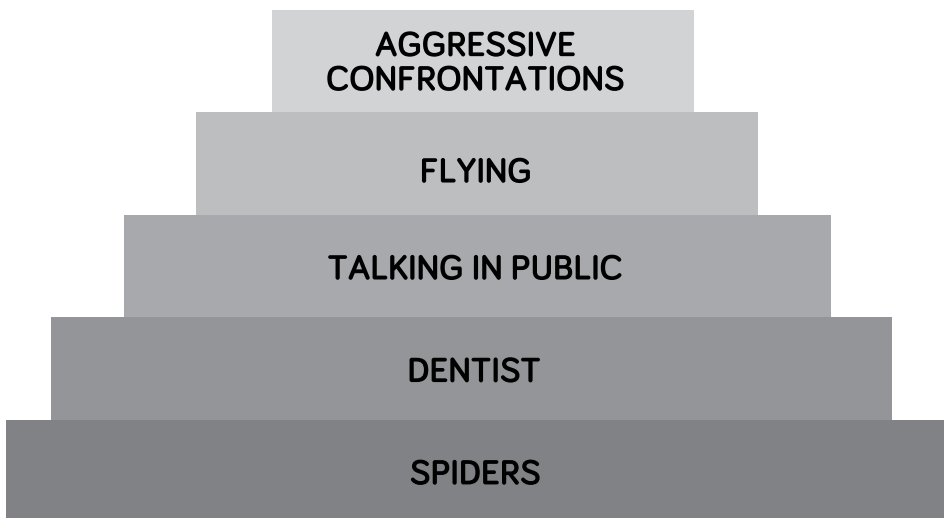 AGGRESSIVE
CONFRONTATIONS
FLYING
TALKING IN PUBLIC
DENTIST
SPIDERS